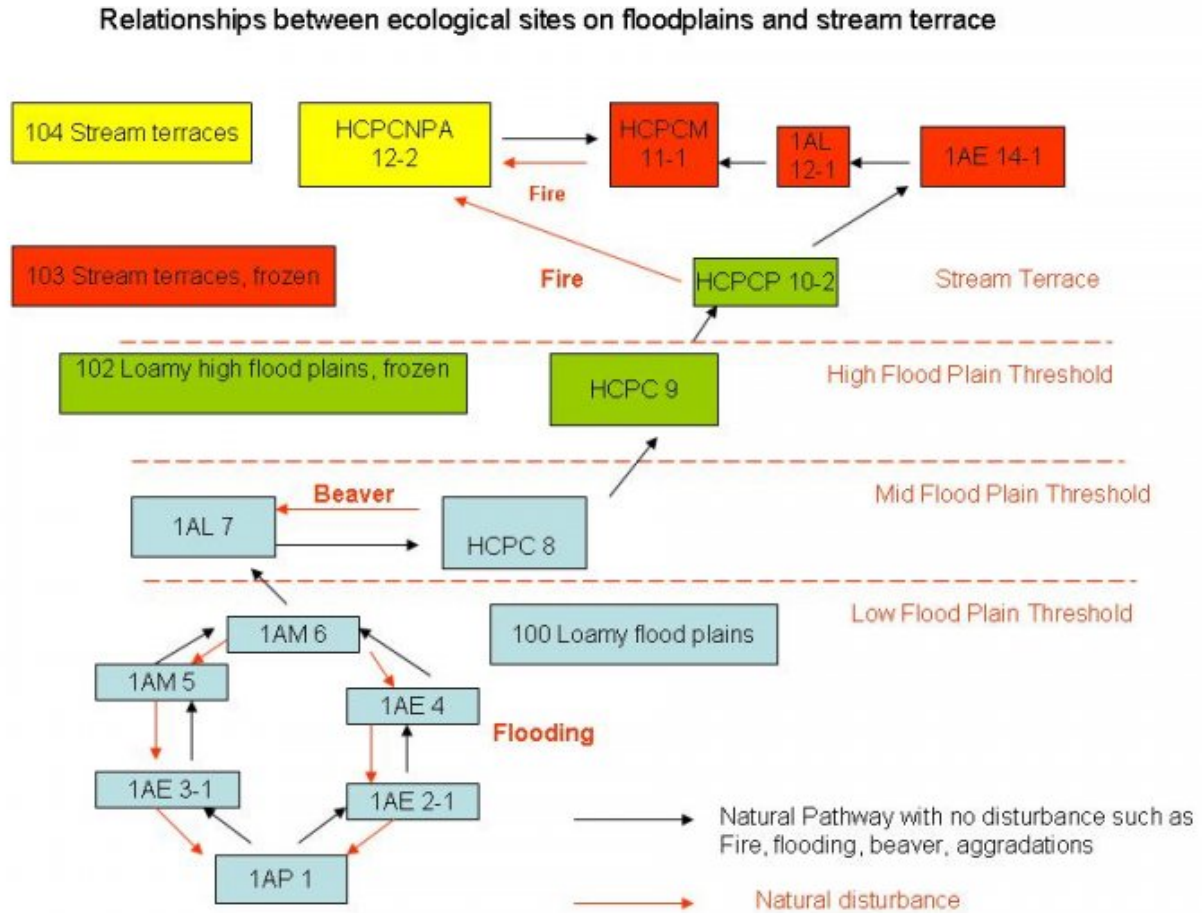 Relationships between ecological sites on floodplains and stream terrace
104 Stream terraces
HCPCNPA
12-2
HCPCM
11-1
1AL
12-1
1AE 14-1
Fire
103 Stream terraces, frozen
Fire
HCPCP 10-2
Stream Terrace
102 Loamy high flood plains, frozen
HCPC 9
High Flood Plain Threshold
Beaver
Mid Flood Plain Threshold
1AL 7
HCPC 8
Low Flood Plain Threshold
1AM 6
100 Loamy flood plains
1AM 5
1AE 4
Flooding
1AE 3-1
1AE 2-1
1AP 1
Natural Pathway with no disturbance such as
Fire, flooding, beaver, aggradations
Natural disturbance